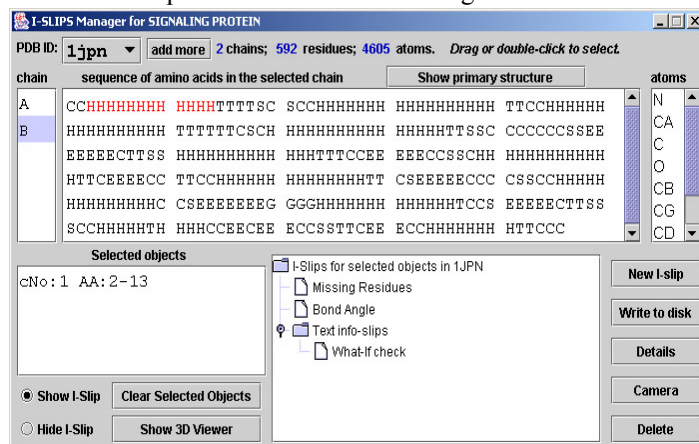 I-SLIPS Manager for SIGNALING PROTEIN
PDB ID: 1jpn add more 2 chains; 592 residues; 4605 atoms. Drag or double-click to select.
chain sequence of amino acids in the selected chain Show primary structure atoms
A
B
CCHHHHHHHH HHHHTTTTSC SCCHHHHHHH HHHHHHHHHH TTCCHHHHHH
HHHHHHHHHH TTTTTTCSCH HHHHHHHHHH HHHHHTTSSC CCCCCCSSEE
EEEEECTTSS HHHHHHHHHH HHHTTTCCEE EEECCSSCHH HHHHHHHHHH
HTTCEEEECC TTCCHHHHHH HHHHHHHHTT CSEEEEECCC CSSCCHHHHH
HHHHHHHHHC CSEEEEEEEG GGGHHHHHHH HHHHHHTCCS EEEEECTTSS
SCCHHHHHTH HHHCCEECEE ECCSSTTCEE ECCHHHHHHH HTTCCC
N
CA
C
O
CB
CG
CD
Selected objects
cNo:1 AA:2-13
I-Slips for selected objects in 1JPN
Missing Residues
Bond Angle
Text info-slips
What-If check
New I-slip
Write to disk
Details
Camera
Delete
Show I-Slip Clear Selected Objects
Hide I-Slip Show 3D Viewer